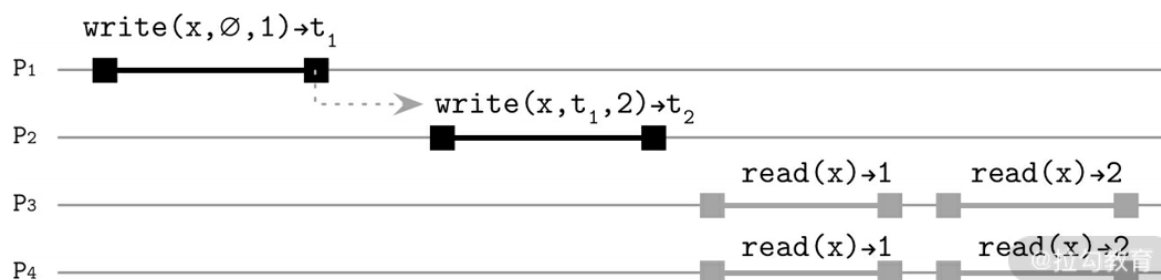 write(x,∅,1)→t₁
P₁
write(x,t₁,2)→t₂
P₂
read(x)→1 read(x)→2
P₃
read(x)→1 read(x)→2
P₄
@拉勾教育